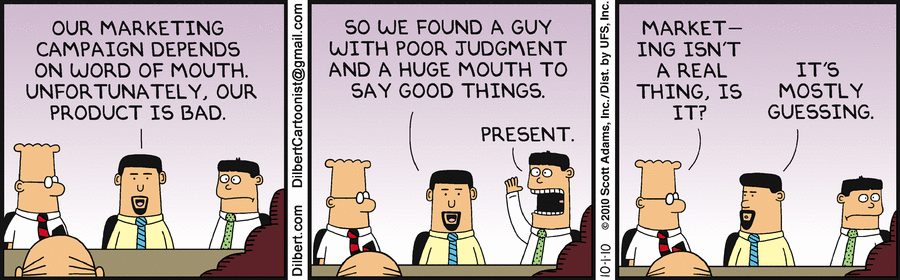 OUR MARKETING
CAMPAIGN DEPENDS
ON WORD OF MOUTH.
UNFORTUNATELY, OUR
PRODUCT IS BAD.
Dilbert.com DilbertCartoonist@gmail.com
SO WE FOUND A GUY
WITH POOR JUDGMENT
AND A HUGE MOUTH TO
SAY GOOD THINGS.
PRESENT.
10-1-10 © 2010 Scott Adams, Inc./Dist. by UFS, Inc.
MARKET—
ING ISN'T
A REAL
THING, IS
IT?
IT'S
MOSTLY
GUESSING.